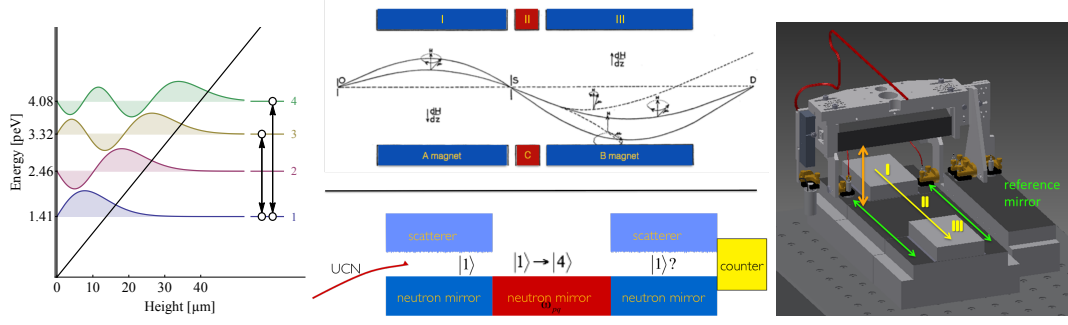 Energy [peV]
4.08
3.32
2.46
1.41
4
3
2
1
0
10
20
30
40
Height [µm]
I
II
III
O
S
D
dH
dz
dH
dz
A magnet
C
B magnet
scatterer
scatterer
UCN
|1⟩
|1⟩→|4⟩
|1⟩?
counter
neutron mirror
neutron mirror
neutron mirror
I
II
III
reference
mirror